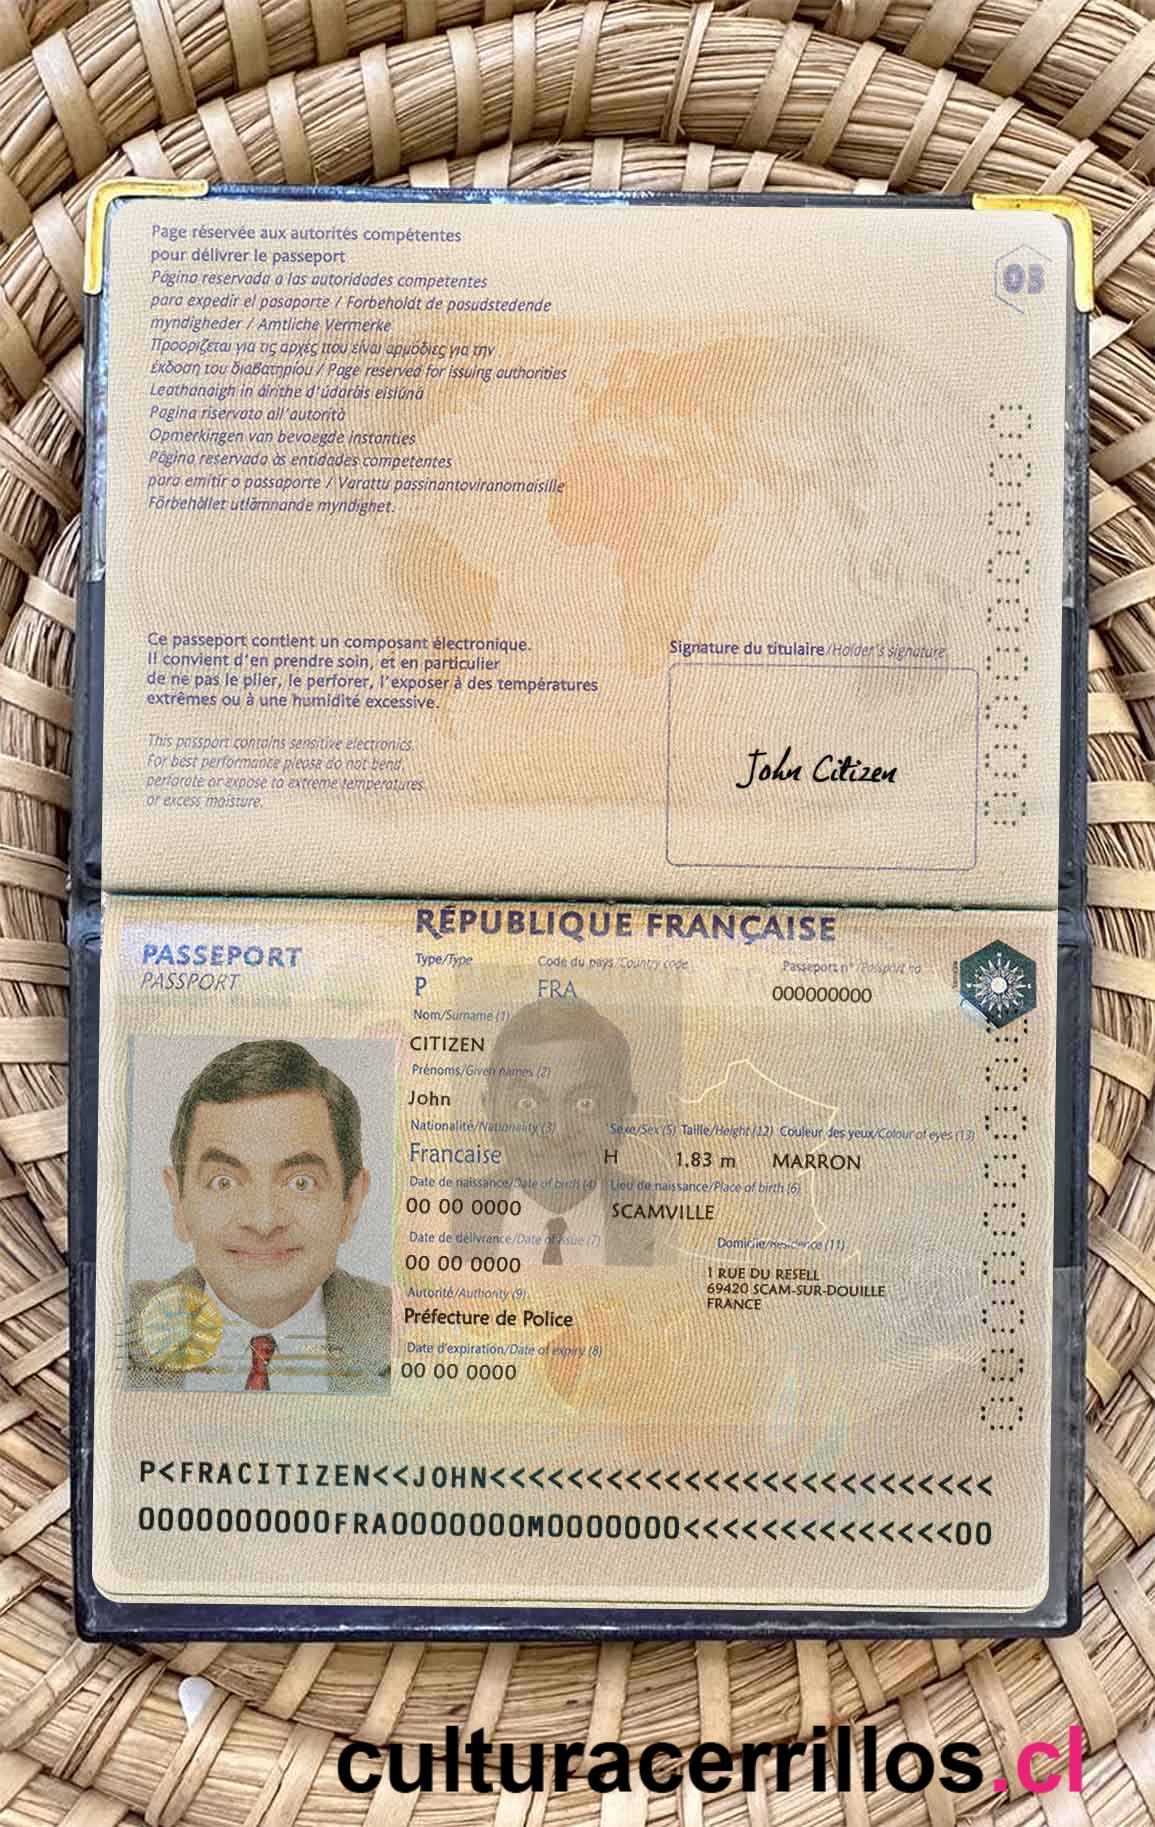 Page réservée aux autorités compétentes
pour délivrer le passeport
Página reservada a las autoridades competentes
para expedir el pasaporte / Forbeholdt de pasudstedende
myndigheder / Amtliche Vermerke
Προορίζεται για τις αρχές που είναι αρμόδιες για την
έκδοση του διαβατηρίου / Page reserved for issuing authorities
Leathanaigh in áirithe d'údaráis eisiúna
Pagina riservata all'autorità
Opmerkingen van bevoegde instanties
Página reservada às entidades competentes
para emitir o passaporte / Varattu passinantoviranomaisille
Förbehållet utlämnande myndighet.
03
Ce passeport contient un composant électronique.
Il convient d'en prendre soin, et en particulier
de ne pas le plier, le perforer, l'exposer à des températures
extrêmes ou à une humidité excessive.
This passport contains sensitive electronics.
For best performance please do not bend,
perforate or expose to extreme temperatures
or excess moisture.
Signature du titulaire/Holder's signature
John Citizen
RÉPUBLIQUE FRANÇAISE
PASSEPORT
PASSPORT
Type/Type Code du pays/Country code Passeport n°/Passport no
P FRA 000000000
Nom/Surname (1)
CITIZEN
Prénoms/Given names (2)
John
Nationalité/Nationality (3) Sexe/Sex (5) Taille/Height (12) Couleur des yeux/Colour of eyes (13)
Francaise H 1,83 m MARRON
Date de naissance/Date of birth (4) Lieu de naissance/Place of birth (6)
00 00 0000 SCAMVILLE
Date de délivrance/Date of issue (7) Domicile/Residence (11)
00 00 0000 1 RUE DU RESELL
69420 SCAM-SUR-DOUILLE
FRANCE
Autorité/Authority (9)
Préfecture de Police
Date d'expiration/Date of expiry (8)
00 00 0000
P<FRACITIZEN<<JOHN<<<<<<<<<<<<<<<<<<<<<<<<<<
0000000000FRA0000000M0000000<<<<<<<<<<<<<<00
culturacerrillos.cl